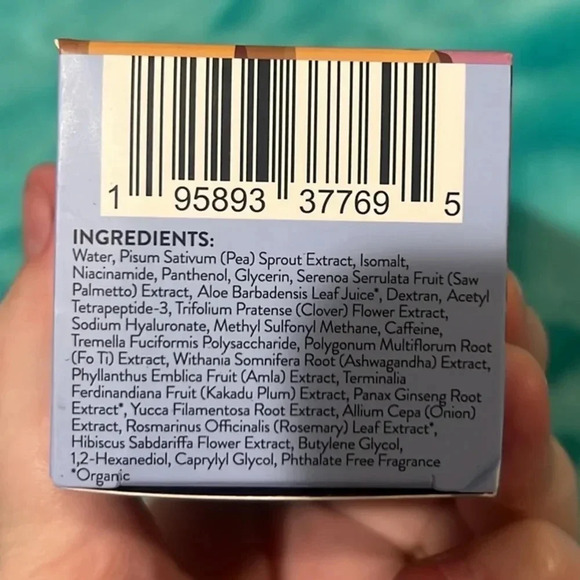 1 95893 37769 5
INGREDIENTS:
Water, Pisum Sativum (Pea) Sprout Extract, Isomalt,
Niacinamide, Panthenol, Glycerin, Serenoa Serrulata Fruit (Saw
Palmetto) Extract, Aloe Barbadensis Leaf Juice*, Dextran, Acetyl
Tetrapeptide-3, Trifolium Pratense (Clover) Flower Extract,
Sodium Hyaluronate, Methyl Sulfonyl Methane, Caffeine,
Tremella Fuciformis Polysaccharide, Polygonum Multiflorum Root
(Fo Ti) Extract, Withania Somnifera Root (Ashwagandha) Extract,
Phyllanthus Emblica Fruit (Amla) Extract, Terminalia
Ferdinandiana Fruit (Kakadu Plum) Extract, Panax Ginseng Root
Extract*, Yucca Filamentosa Root Extract, Allium Cepa (Onion)
Extract, Rosmarinus Officinalis (Rosemary) Leaf Extract*,
Hibiscus Sabdariffa Flower Extract, Butylene Glycol,
1,2-Hexanediol, Caprylyl Glycol, Phthalate Free Fragrance
*Organic